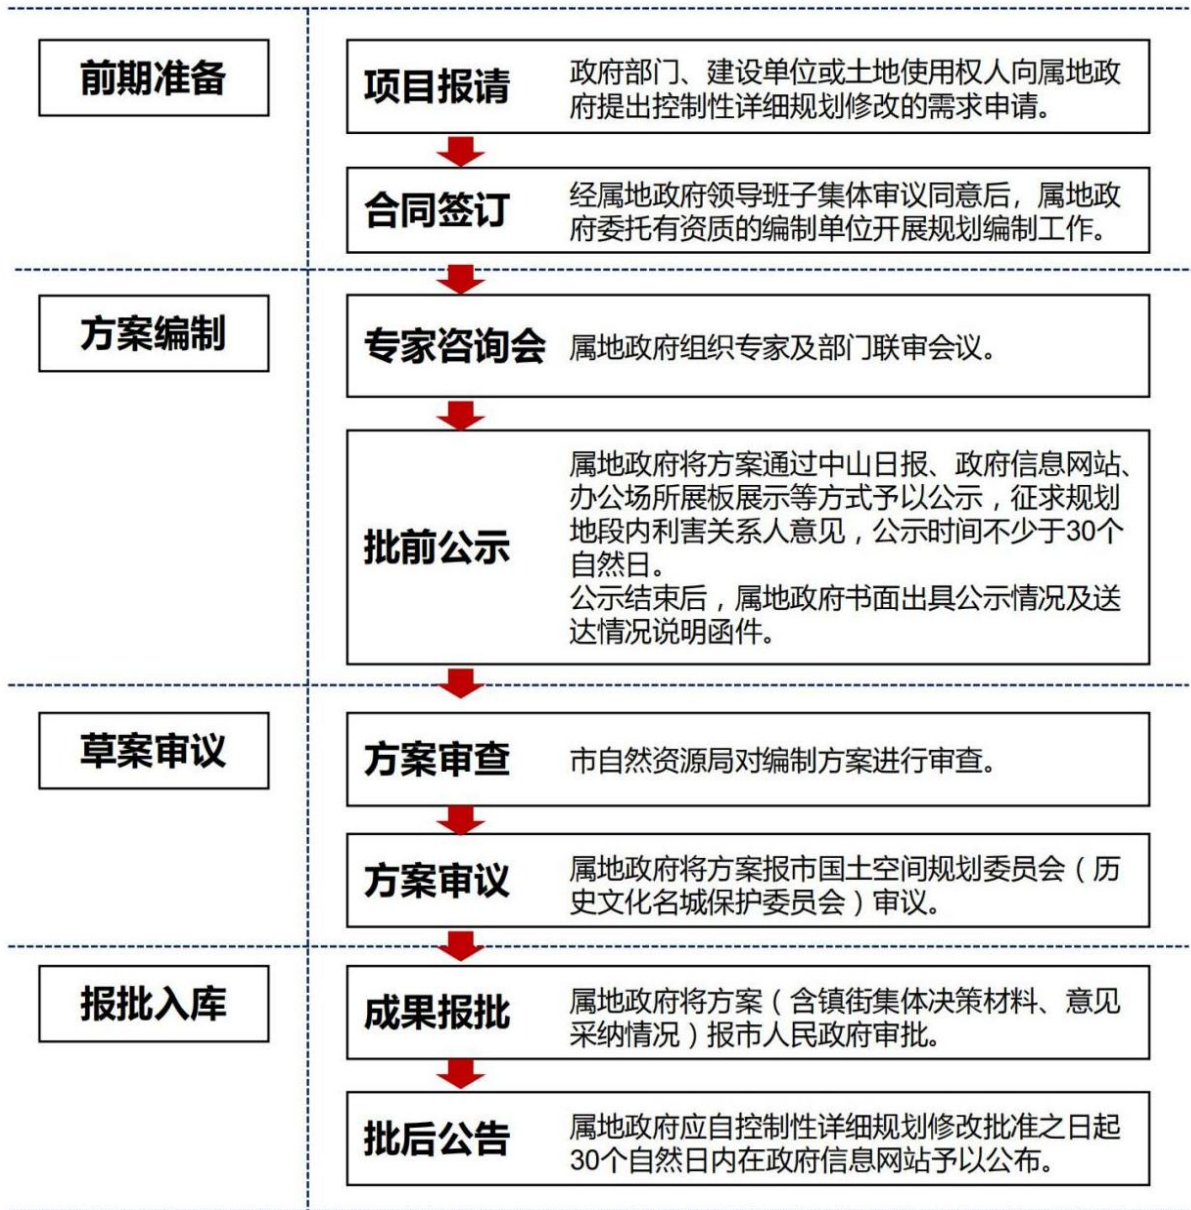 前期准备
项目报请
政府部门、建设单位或土地使用权人向属地政
府提出控制性详细规划修改的需求申请。
合同签订
经属地政府领导班子集体审议同意后，属地政
府委托有资质的编制单位开展规划编制工作。
方案编制
专家咨询会
属地政府组织专家及部门联审会议。
批前公示
属地政府将方案通过中山日报、政府信息网站、
办公场所展板展示等方式予以公示，征求规划
地段内利害关系人意见，公示时间不少于30个
自然日。
公示结束后，属地政府书面出具公示情况及送
达情况说明函件。
草案审议
方案审查
市自然资源局对编制方案进行审查。
方案审议
属地政府将方案报市国土空间规划委员会（历
史文化名城保护委员会）审议。
报批入库
成果报批
属地政府将方案（含镇街集体决策材料、意见
采纳情况）报市人民政府审批。
批后公告
属地政府应自控制性详细规划修改批准之日起
30个自然日内在政府信息网站予以公布。